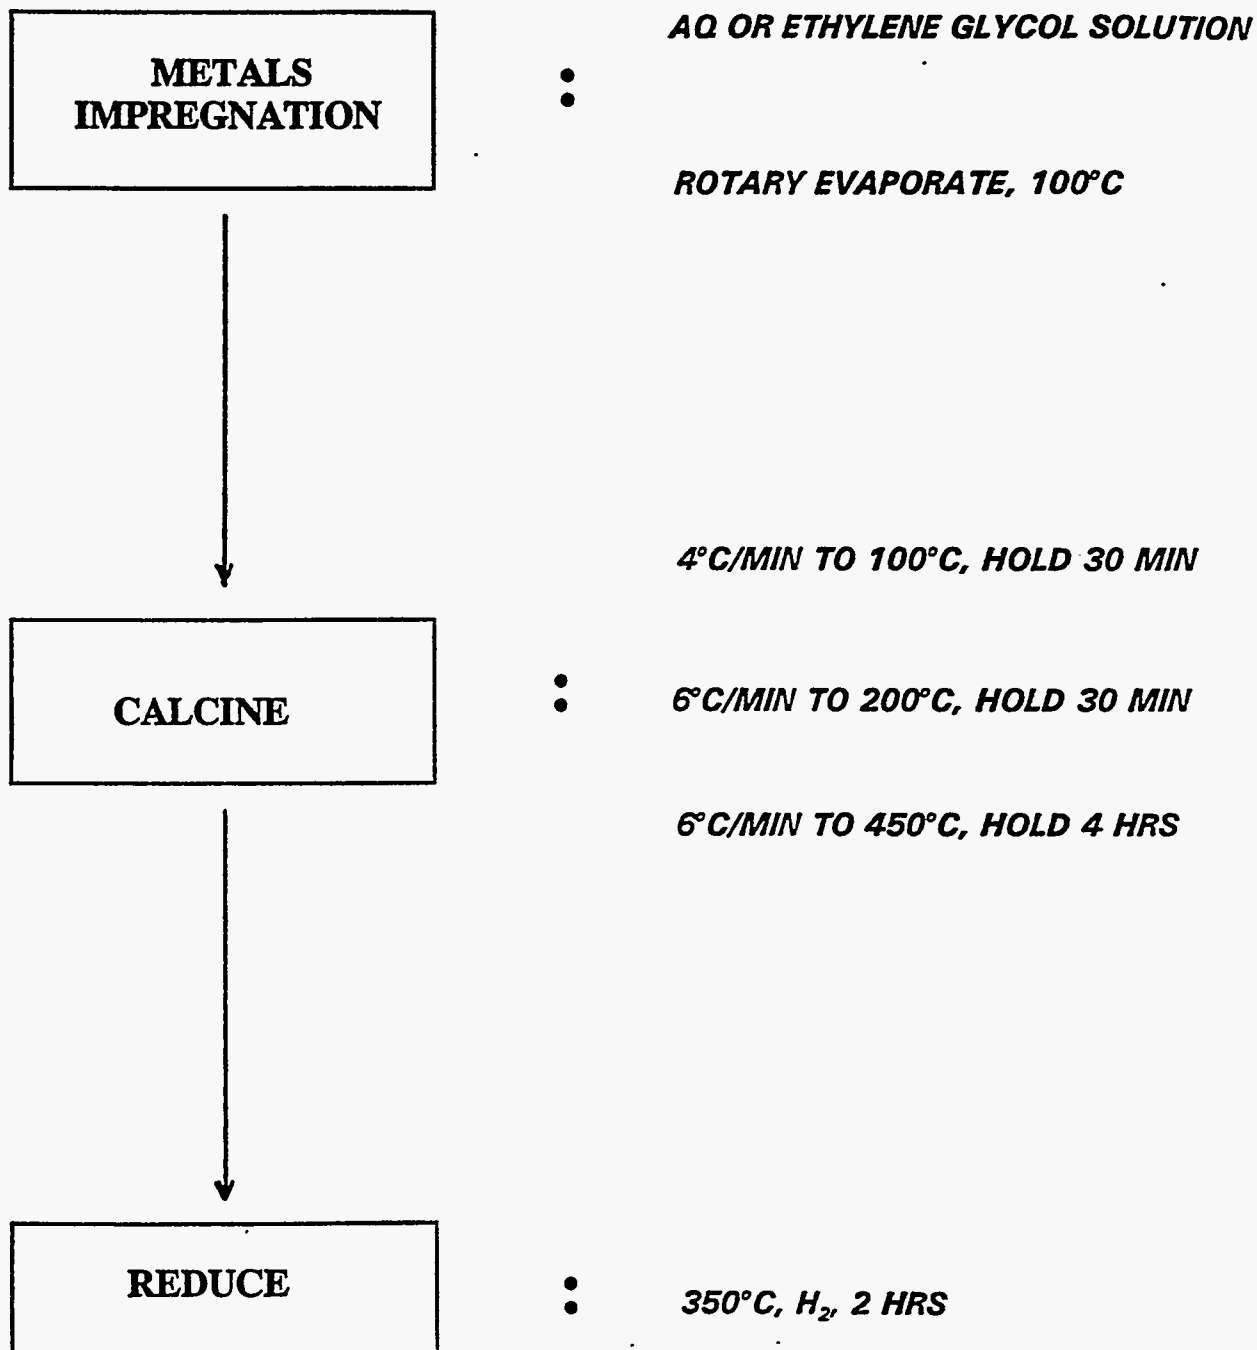 AQ OR ETHYLENE GLYCOL SOLUTION
METALS
IMPREGNATION
:
ROTARY EVAPORATE, 100°C
4°C/MIN TO 100°C, HOLD 30 MIN
CALCINE
:
6°C/MIN TO 200°C, HOLD 30 MIN
6°C/MIN TO 450°C, HOLD 4 HRS
REDUCE
:
350°C, H₂, 2 HRS